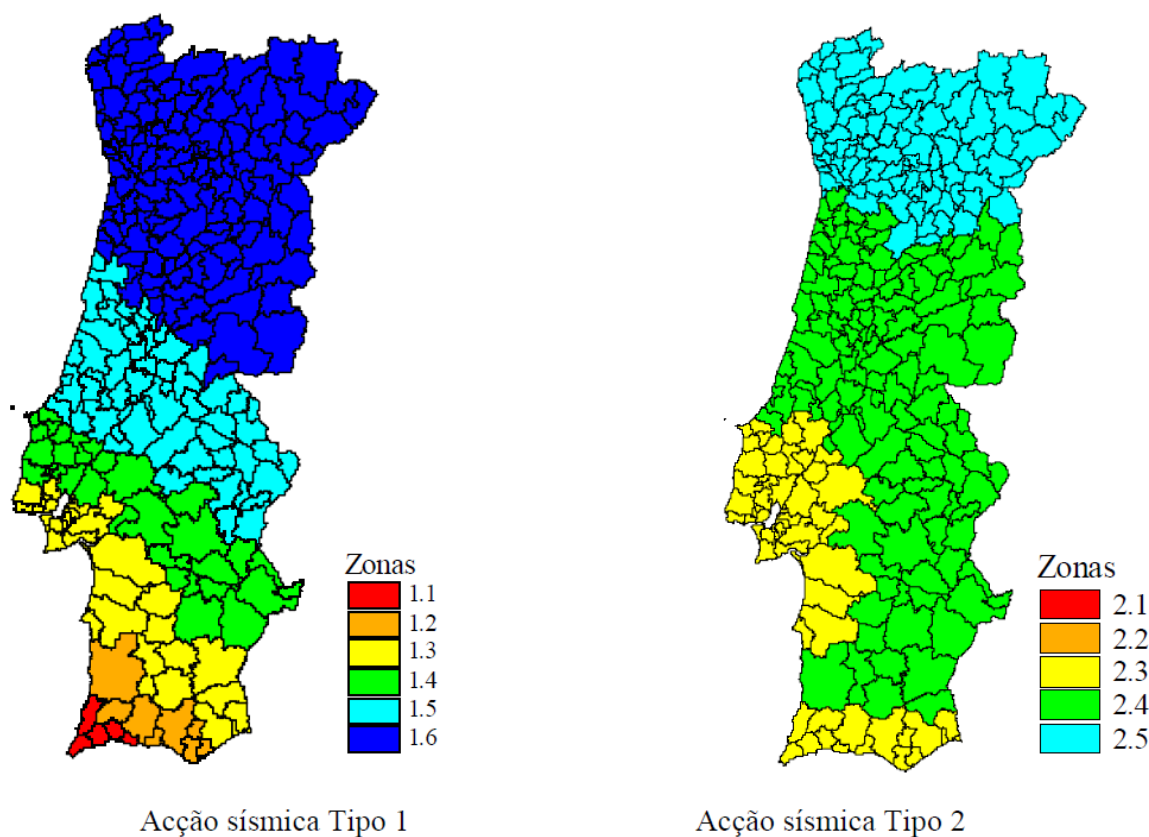 Zonas
1.1
1.2
1.3
1.4
1.5
1.6
Acção sísmica Tipo 1
Zonas
2.1
2.2
2.3
2.4
2.5
Acção sísmica Tipo 2